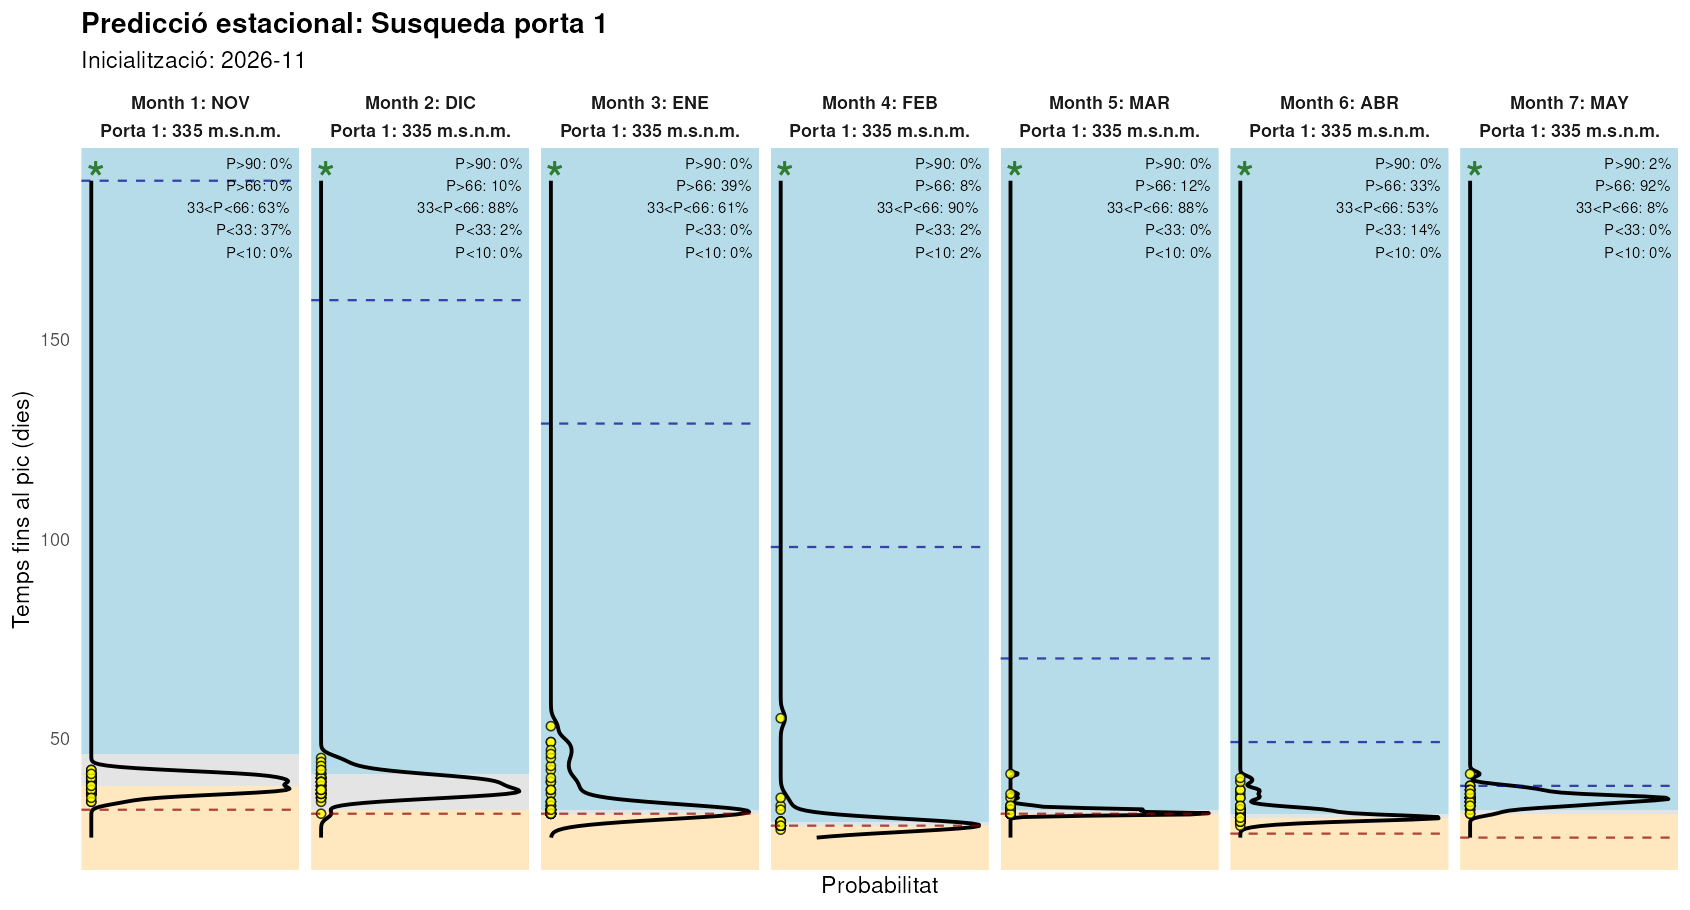 Predicció estacional: Susqueda porta 1
Inicialització: 2026-11
Month 1: NOV
Porta 1: 335 m.s.n.m.
Month 2: DIC
Porta 1: 335 m.s.n.m.
Month 3: ENE
Porta 1: 335 m.s.n.m.
Month 4: FEB
Porta 1: 335 m.s.n.m.
Month 5: MAR
Porta 1: 335 m.s.n.m.
Month 6: ABR
Porta 1: 335 m.s.n.m.
Month 7: MAY
Porta 1: 335 m.s.n.m.
*
P>90: 0%
P>66: 0%
33<P<66: 63%
P<33: 37%
P<10: 0%
*
P>90: 0%
P>66: 10%
33<P<66: 88%
P<33: 2%
P<10: 0%
*
P>90: 0%
P>66: 39%
33<P<66: 61%
P<33: 0%
P<10: 0%
*
P>90: 0%
P>66: 8%
33<P<66: 90%
P<33: 2%
P<10: 2%
*
P>90: 0%
P>66: 12%
33<P<66: 88%
P<33: 0%
P<10: 0%
*
P>90: 0%
P>66: 33%
33<P<66: 53%
P<33: 14%
P<10: 0%
*
P>90: 2%
P>66: 92%
33<P<66: 8%
P<33: 0%
P<10: 0%
Temps fins al pic (dies)
150
100
50
Probabilitat